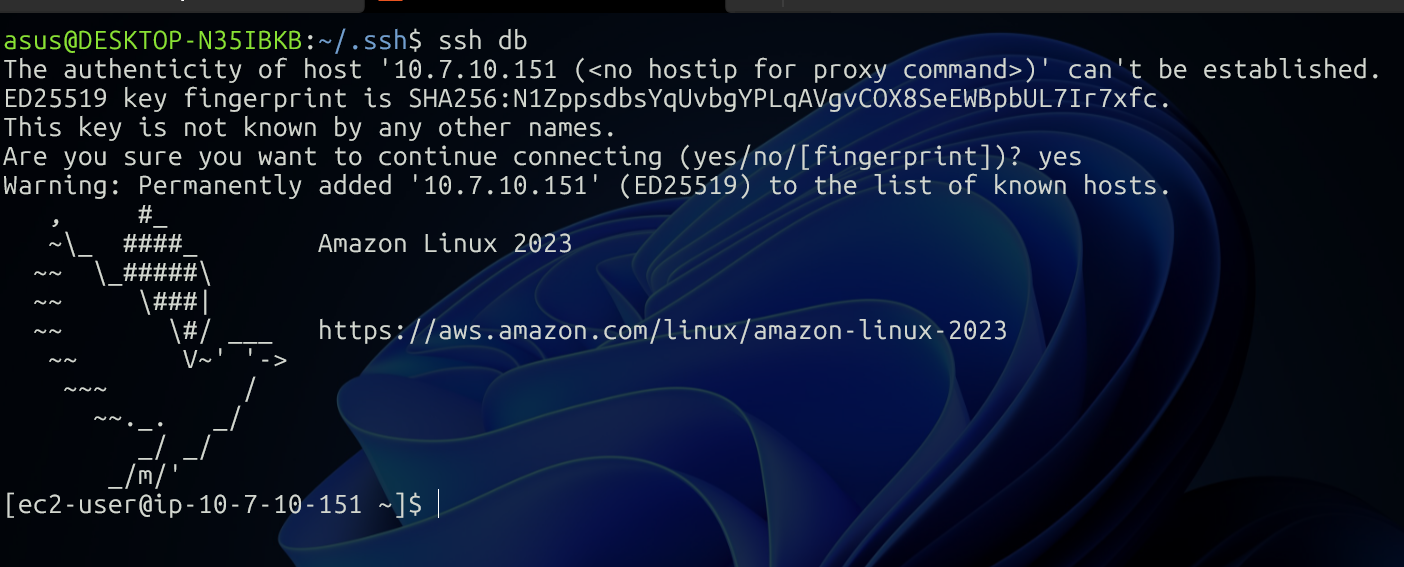 asus@DESKTOP-N35IBKB:~/.ssh$ ssh db
The authenticity of host '10.7.10.151 (<no hostip for proxy command>)' can't be established.
ED25519 key fingerprint is SHA256:N1ZppsdbsYqUvbgYPLqAVgvCOX8SeEWBpbUL7Ir7xfc.
This key is not known by any other names.
Are you sure you want to continue connecting (yes/no/[fingerprint])? yes
Warning: Permanently added '10.7.10.151' (ED25519) to the list of known hosts.
   ,     #_
   ~\_  ####_        Amazon Linux 2023
  ~~  \_#####\
  ~~     \###|
  ~~       \#/ ___   https://aws.amazon.com/linux/amazon-linux-2023
   ~~       V~' '->
    ~~~         /
      ~~._.   _/
         _/ _/
       _/m/'
[ec2-user@ip-10-7-10-151 ~]$